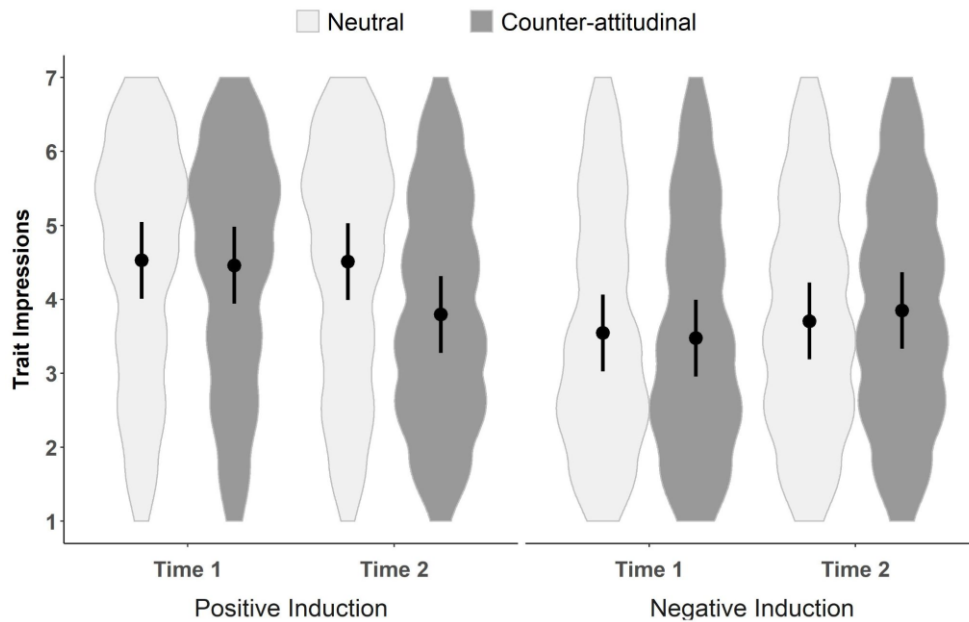 Neutral Counter-attitudinal
Trait Impressions
7
6
5
4
3
2
1
Time 1 Time 2 Time 1 Time 2
Positive Induction Negative Induction